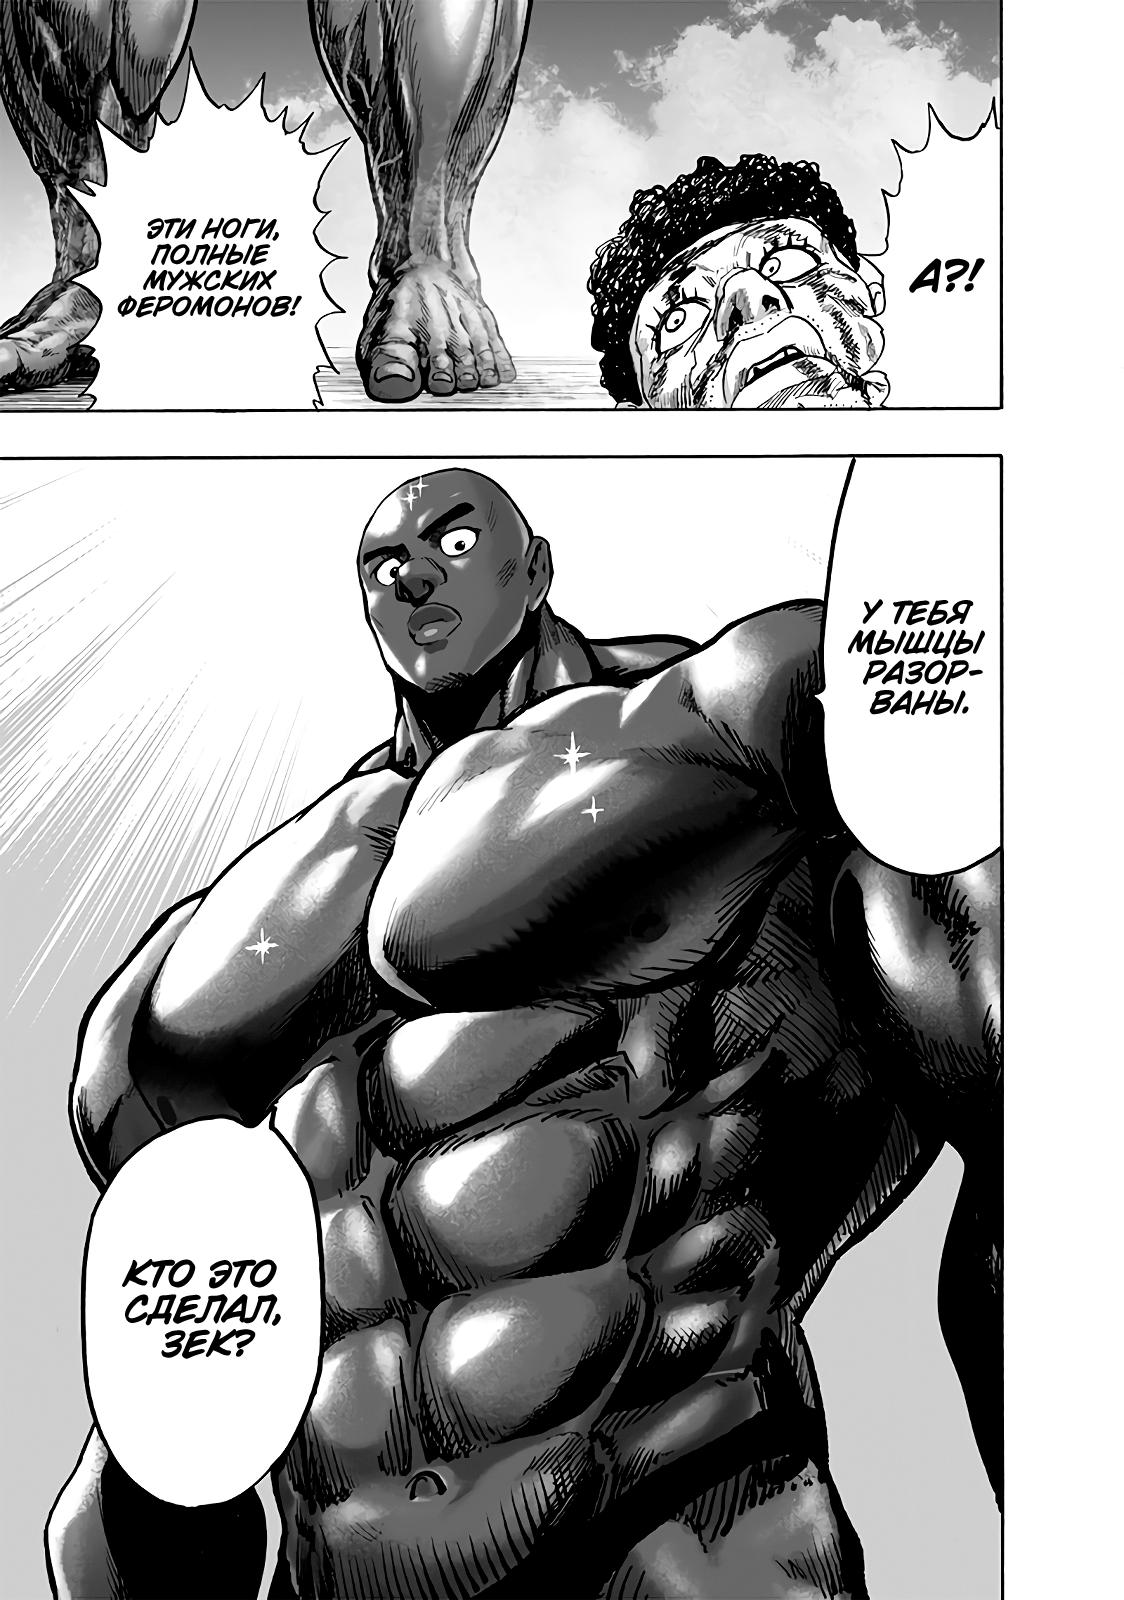 А?!
ЭТИ НОГИ,
ПОЛНЫЕ
МУЖСКИХ
ФЕРОМОНОВ!
У ТЕБЯ
МЫШЦЫ
РАЗОР-
ВАНЫ.
КТО ЭТО
СДЕЛАЛ,
ЗЕК?